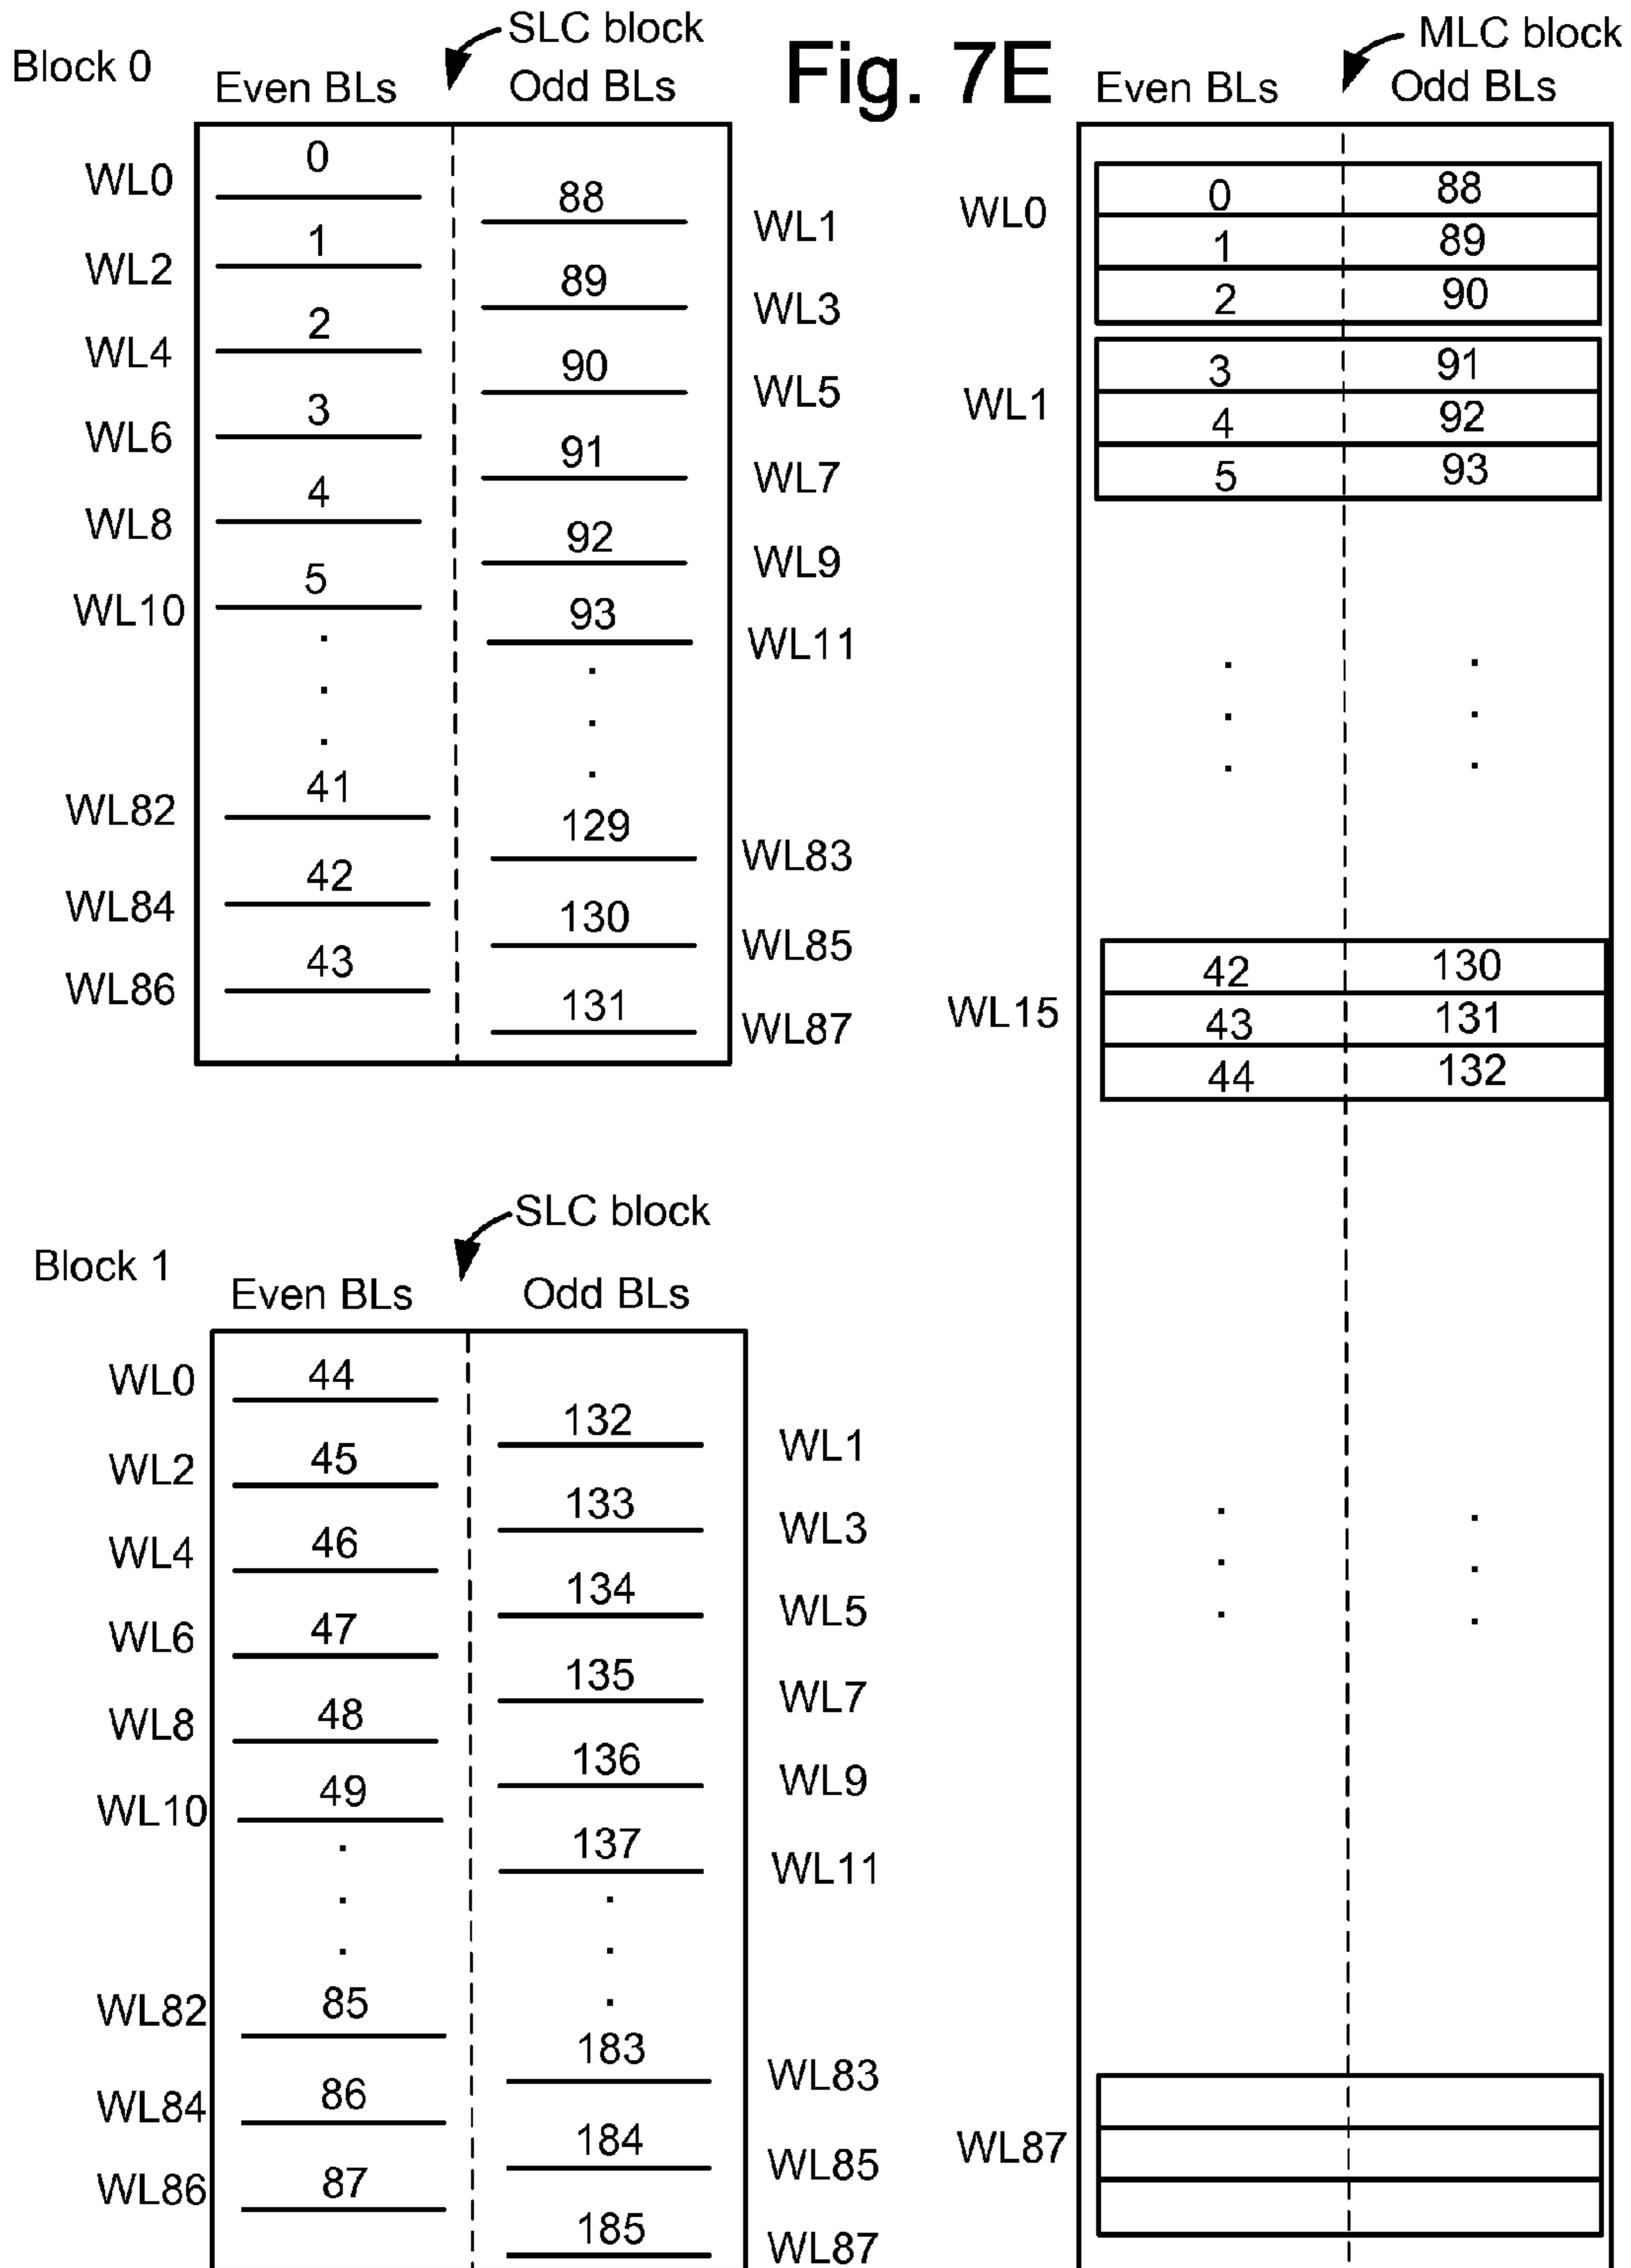 Fig. 7E
Block 0
SLC block
Even BLs
Odd BLs
WL0
0
88
WL1
WL2
1
89
WL3
WL4
2
90
WL5
WL6
3
91
WL7
WL8
4
92
WL9
WL10
5
93
WL11
.
.
.
.
.
.
WL82
41
129
WL83
WL84
42
130
WL85
WL86
43
131
WL87
Block 1
SLC block
Even BLs
Odd BLs
WL0
44
132
WL1
WL2
45
133
WL3
WL4
46
134
WL5
WL6
47
135
WL7
WL8
48
136
WL9
WL10
49
137
WL11
.
.
.
.
.
.
WL82
85
183
WL83
WL84
86
184
WL85
WL86
87
185
WL87
MLC block
Even BLs
Odd BLs
WL0
0
88
1
89
2
90
WL1
3
91
4
92
5
93
.
.
.
.
.
.
WL15
42
130
43
131
44
132
.
.
.
.
.
.
WL87